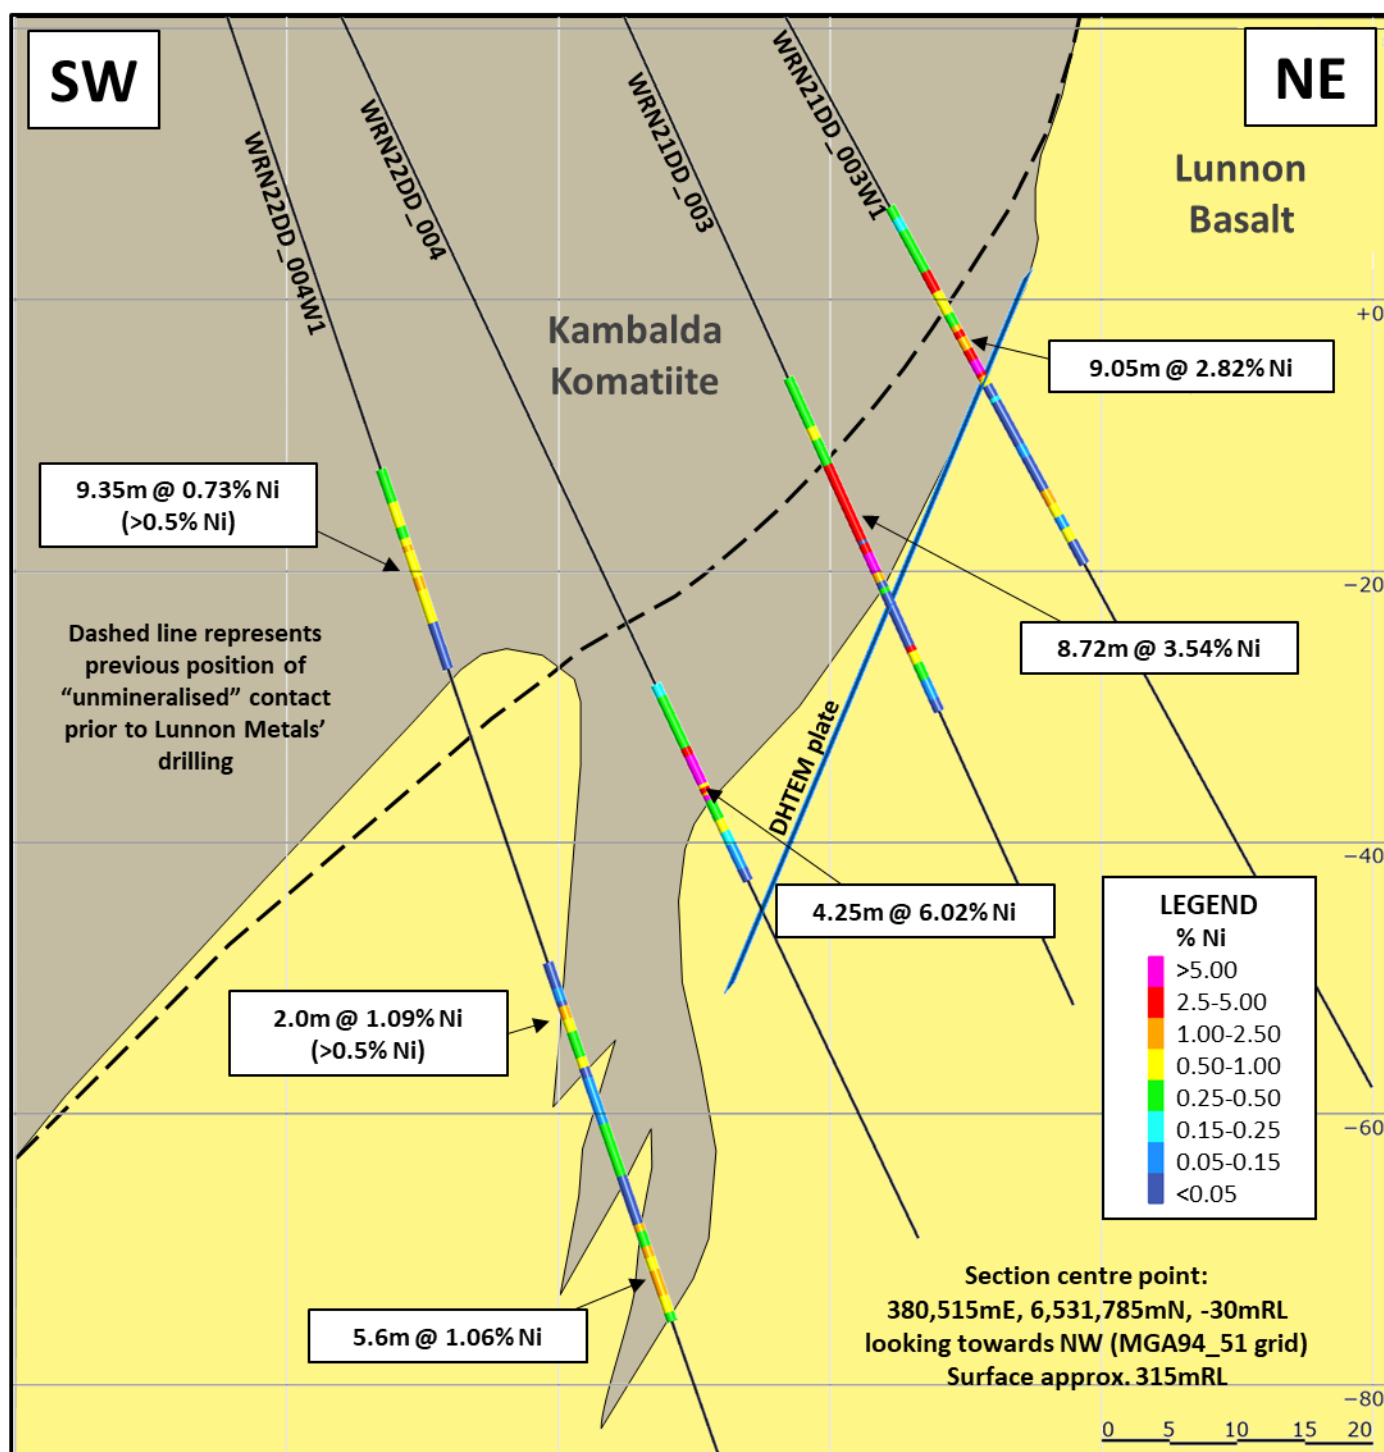 SW
NE
WRN22DD_004W1
WRN22DD_004
WRN21DD_003
WRN21DD_003W1
Lunnon
Basalt
Kambalda
Komatiite
+0
9.05m @ 2.82% Ni
9.35m @ 0.73% Ni
(>0.5% Ni)
-20
8.72m @ 3.54% Ni
Dashed line represents
previous position of
“unmineralised” contact
prior to Lunnon Metals’
drilling
DHTEM plate
-40
4.25m @ 6.02% Ni
LEGEND
% Ni
>5.00
2.5-5.00
1.00-2.50
0.50-1.00
0.25-0.50
0.15-0.25
0.05-0.15
<0.05
2.0m @ 1.09% Ni
(>0.5% Ni)
-60
5.6m @ 1.06% Ni
Section centre point:
380,515mE, 6,531,785mN, -30mRL
looking towards NW (MGA94_51 grid)
Surface approx. 315mRL
-80
0 5 10 15 20